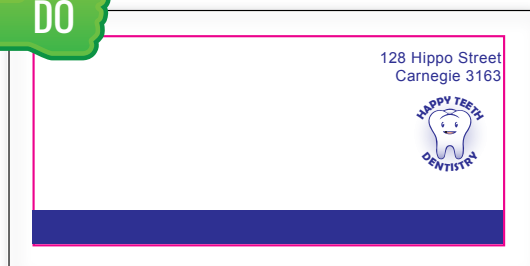 DO
128 Hippo Street
Carnegie 3163
HAPPY TEETH
DENTISTRY